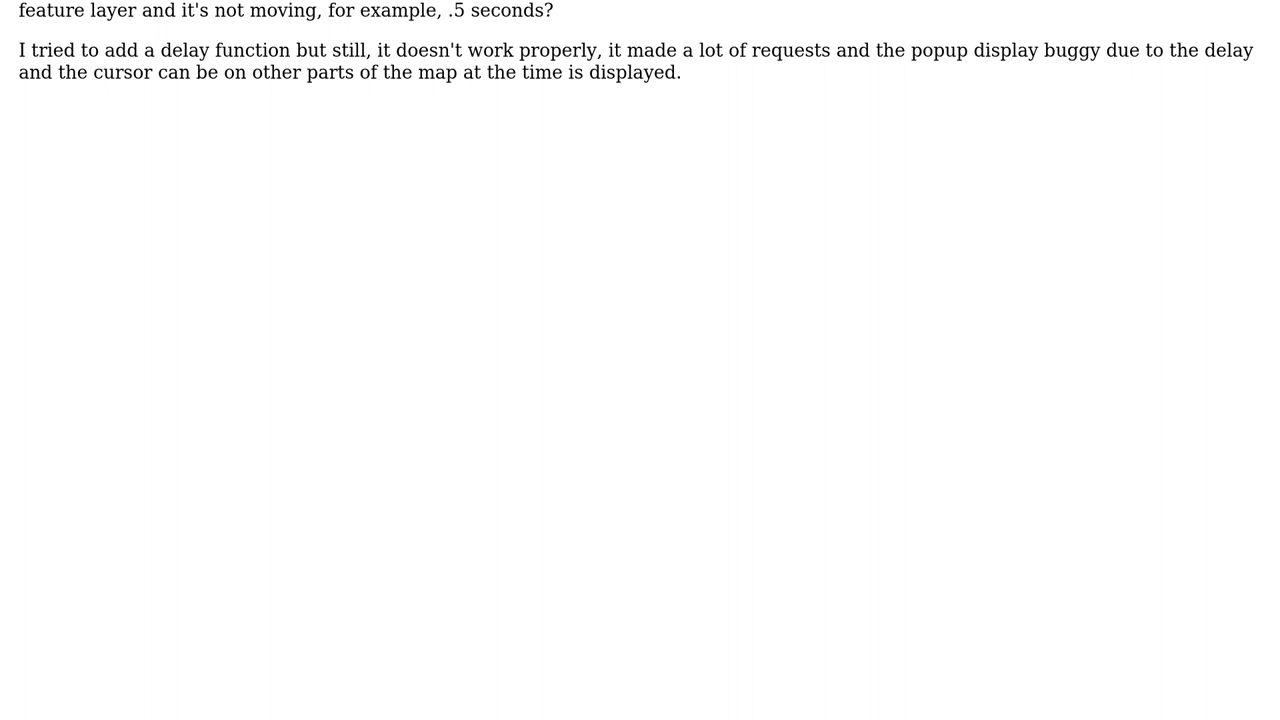 feature layer and it's not moving, for example, .5 seconds?
I tried to add a delay function but still, it doesn't work properly, it made a lot of requests and the popup display buggy due to the delay
and the cursor can be on other parts of the map at the time is displayed.